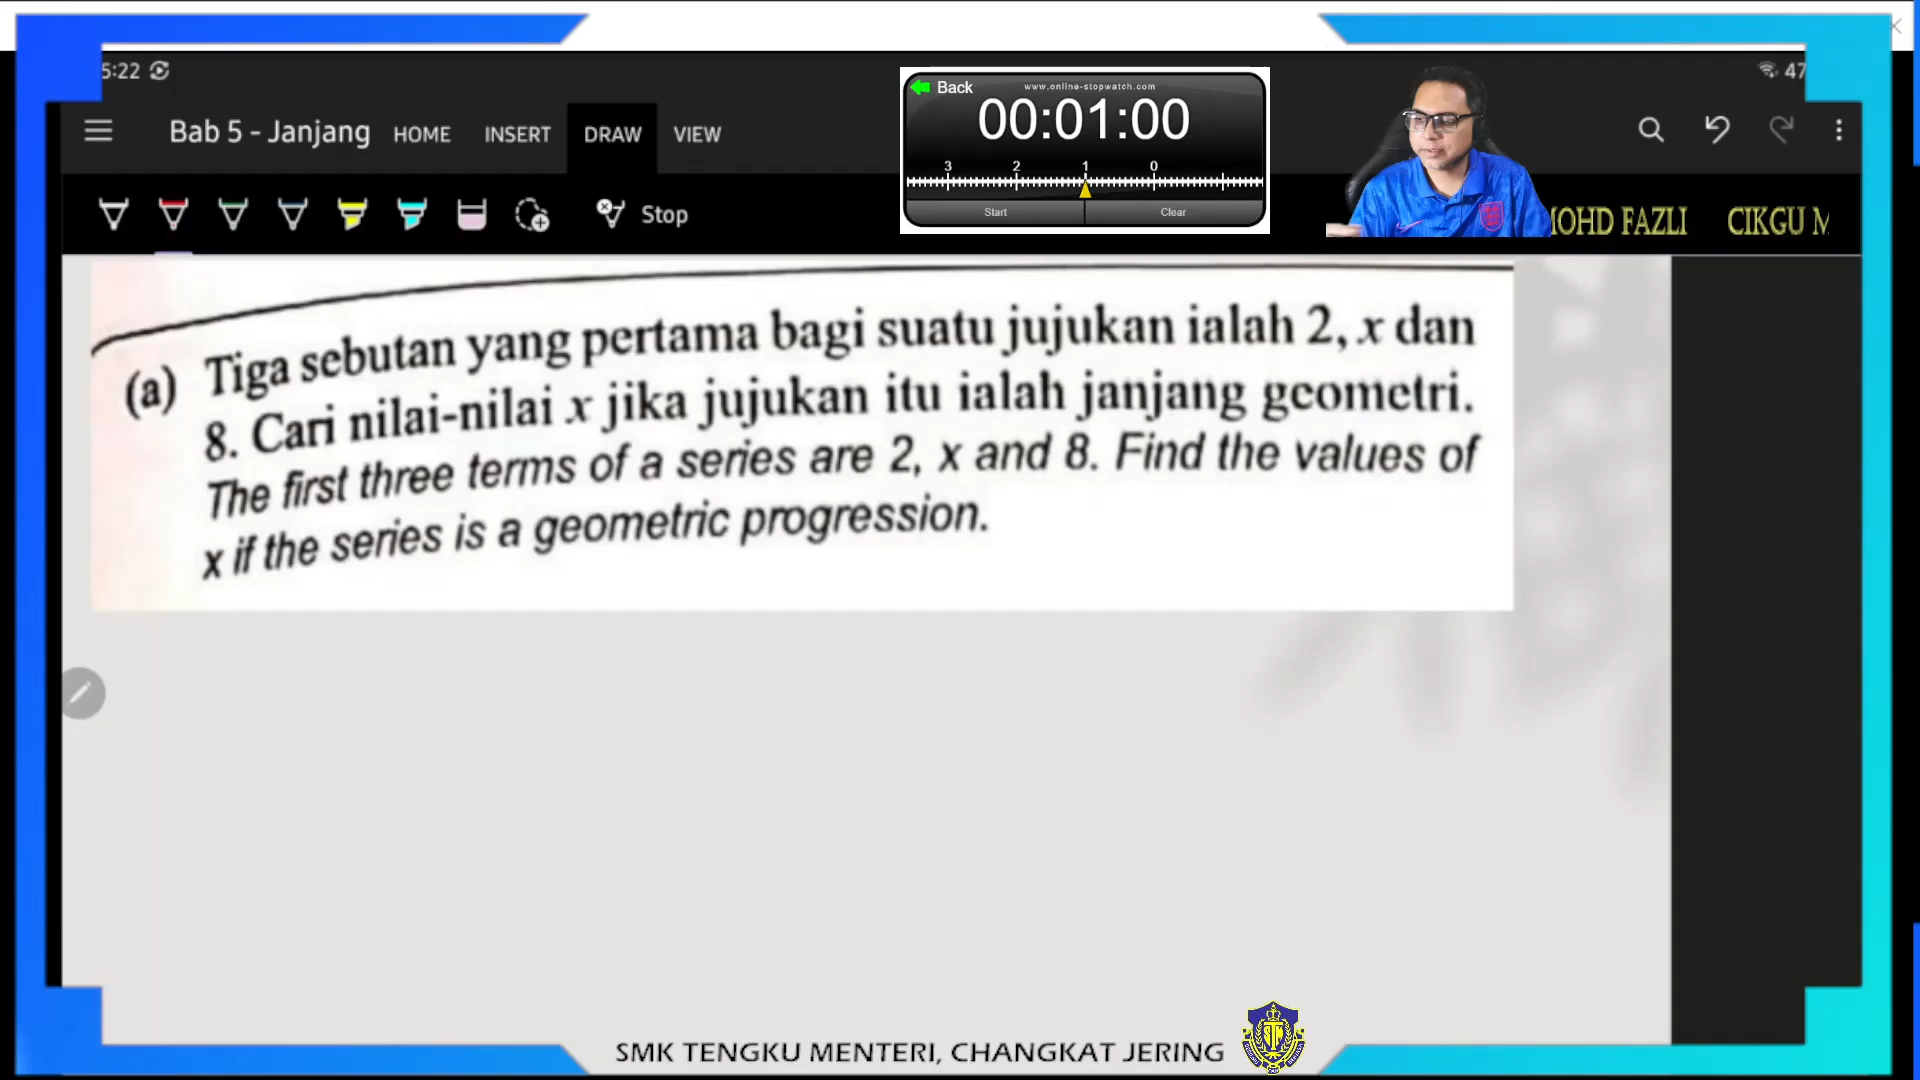 5:22
47
Bab 5 - Janjang
HOME
INSERT
DRAW
VIEW
Back
www.online-stopwatch.com
00:01:00
3 2 1 0
Start
Clear
Stop
MOHD FAZLI CIKGU M
(a) Tiga sebutan yang pertama bagi suatu jujukan ialah 2, x dan
8. Cari nilai-nilai x jika jujukan itu ialah janjang geometri.
The first three terms of a series are 2, x and 8. Find the values of
x if the series is a geometric progression.
SMK TENGKU MENTERI, CHANGKAT JERING